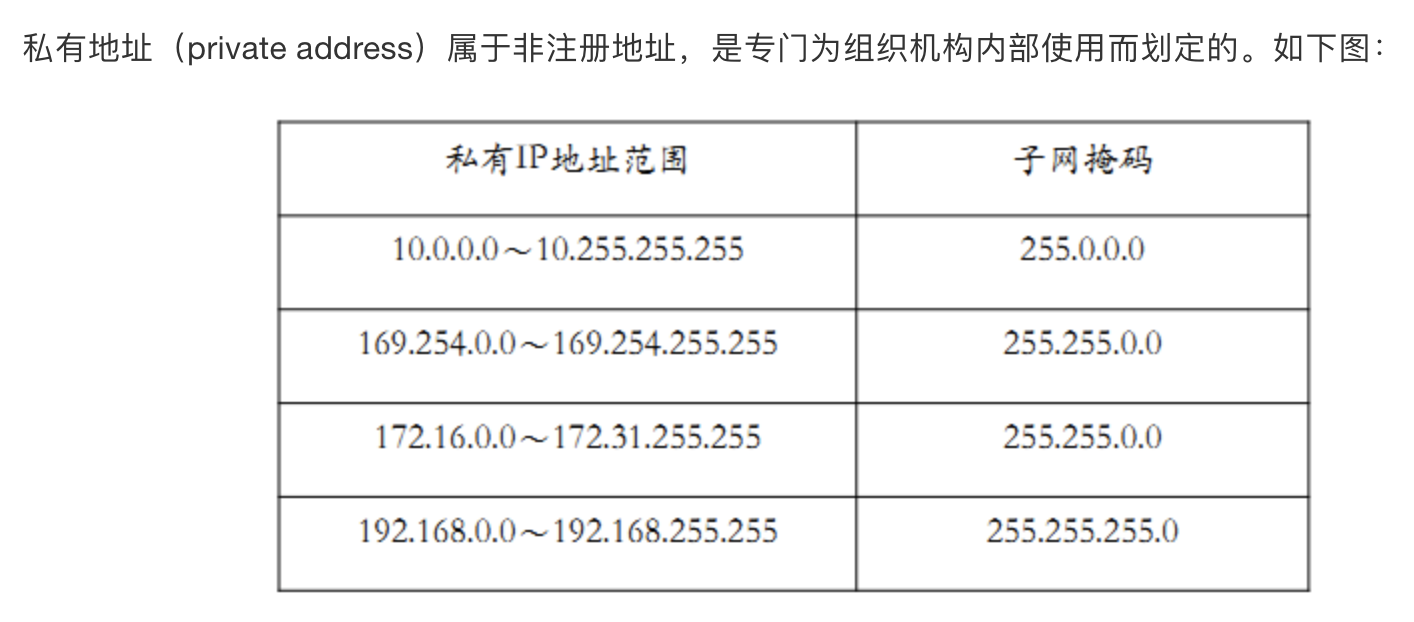 私有地址（private address）属于非注册地址，是专门为组织机构内部使用而划定的。如下图：
私有IP地址范围 子网掩码
10.0.0.0～10.255.255.255 255.0.0.0
169.254.0.0～169.254.255.255 255.255.0.0
172.16.0.0～172.31.255.255 255.255.0.0
192.168.0.0～192.168.255.255 255.255.255.0